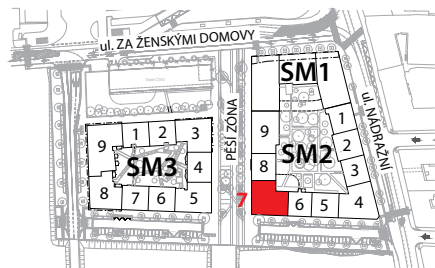 ul. ZA ŽENSKÝMI DOMOVY
SM1
ul. NÁDRAŽNÍ
PĚŠÍ ZÓNA
9 1 2 3
SM3
4
8 7 6 5
9
1
SM2
2
8
3
7
6 5 4